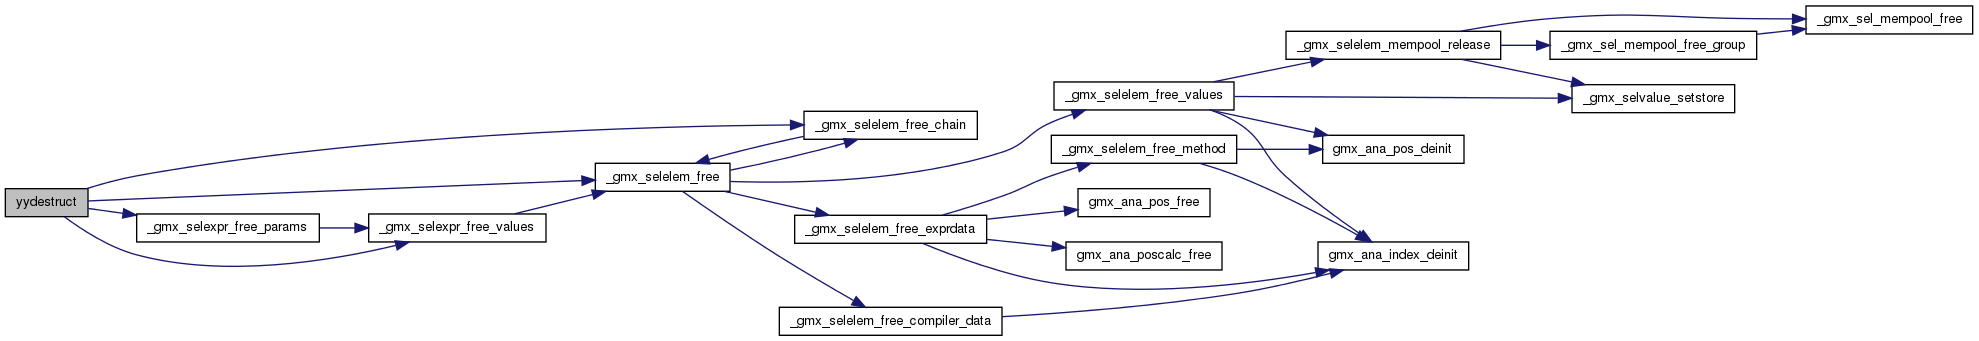 yydestruct
_gmx_selexpr_free_params
_gmx_selexpr_free_values
_gmx_selelem_free
_gmx_selelem_free_chain
_gmx_selelem_free_exprdata
_gmx_selelem_free_compiler_data
_gmx_selelem_free_values
_gmx_selelem_free_method
gmx_ana_pos_free
gmx_ana_poscalc_free
_gmx_selelem_mempool_release
gmx_ana_pos_deinit
gmx_ana_index_deinit
_gmx_sel_mempool_free_group
_gmx_selvalue_setstore
_gmx_sel_mempool_free